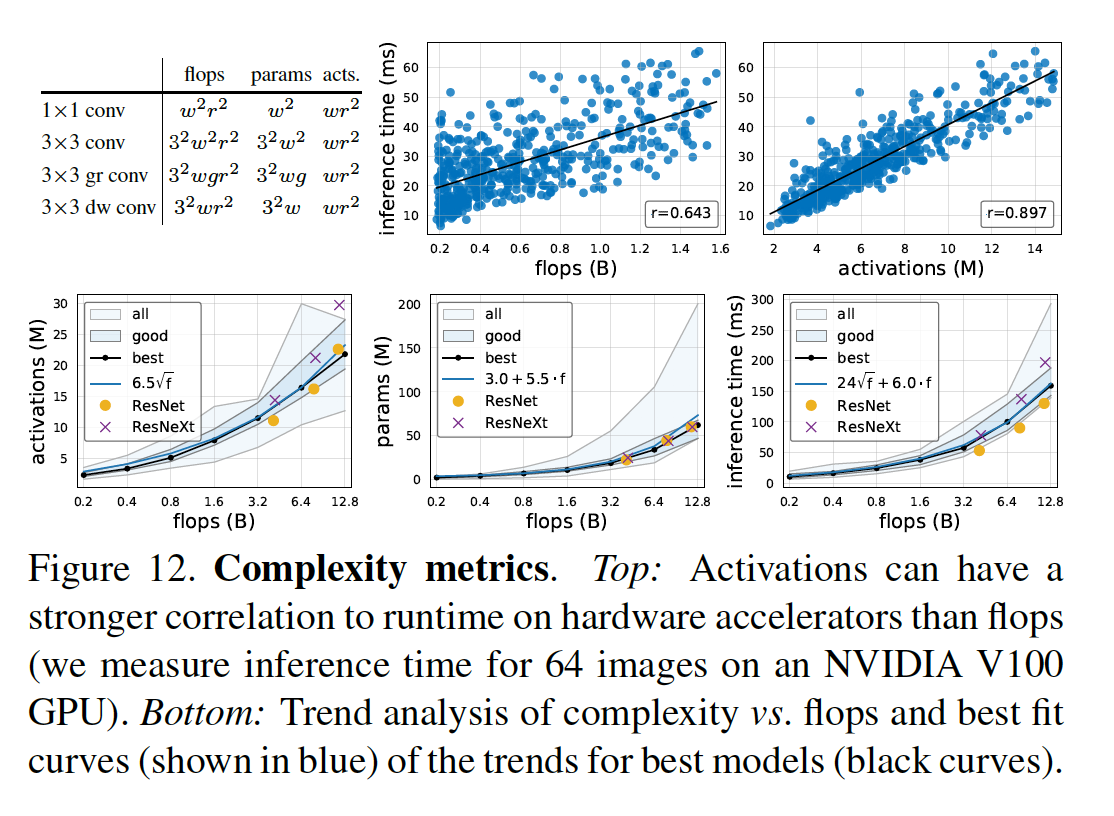 flops params acts.
1×1 conv w²r² w² wr²
3×3 conv 3²w²r² 3²w² wr²
3×3 gr conv 3²wgr² 3²wg wr²
3×3 dw conv 3²wr² 3²w wr²
inference time (ms)
60
50
40
30
20
10
r=0.643
0.2 0.4 0.6 0.8 1.0 1.2 1.4 1.6
flops (B)
60
50
40
30
20
10
r=0.897
2 4 6 8 10 12 14
activations (M)
activations (M)
30
25
20
15
10
5
all
good
best
6.5√f
ResNet
ResNeXt
0.2 0.4 0.8 1.6 3.2 6.4 12.8
flops (B)
params (M)
200
150
100
50
0
all
good
best
3.0 + 5.5 · f
ResNet
ResNeXt
0.2 0.4 0.8 1.6 3.2 6.4 12.8
flops (B)
inference time (ms)
300
250
200
150
100
50
0
all
good
best
24√f + 6.0 · f
ResNet
ResNeXt
0.2 0.4 0.8 1.6 3.2 6.4 12.8
flops (B)
Figure 12. Complexity metrics. Top: Activations can have a
stronger correlation to runtime on hardware accelerators than flops
(we measure inference time for 64 images on an NVIDIA V100
GPU). Bottom: Trend analysis of complexity vs. flops and best fit
curves (shown in blue) of the trends for best models (black curves).